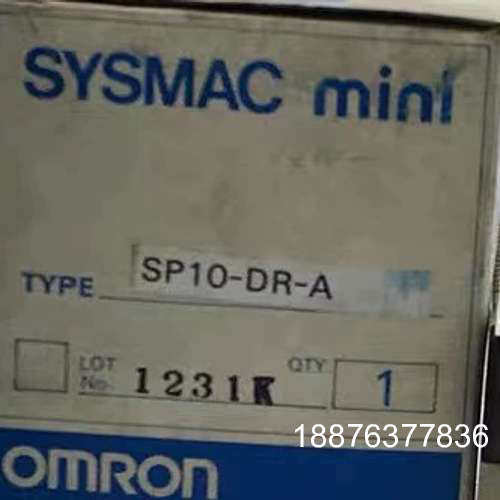 SYSMAC mini
TYPE SP10-DR-A
LOT No. 1231K QTY 1
18876377836
OMRON